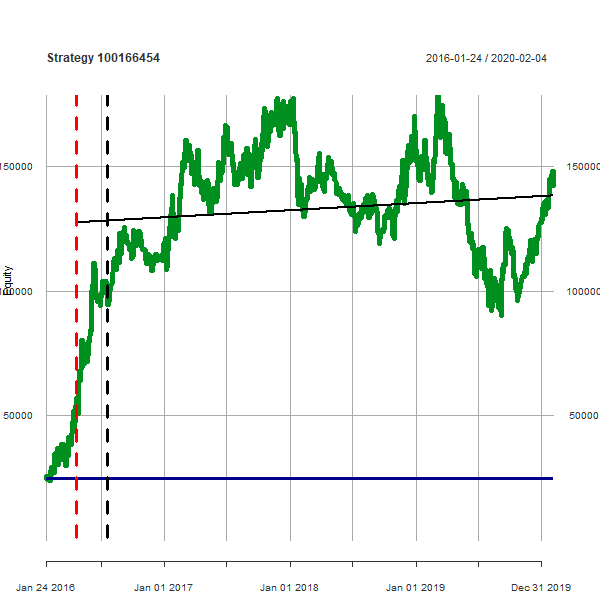 Strategy 100166454
2016-01-24 / 2020-02-04
150000
150000
Equity
100000
100000
50000
50000
Jan 24 2016
Jan 01 2017
Jan 01 2018
Jan 01 2019
Dec 31 2019